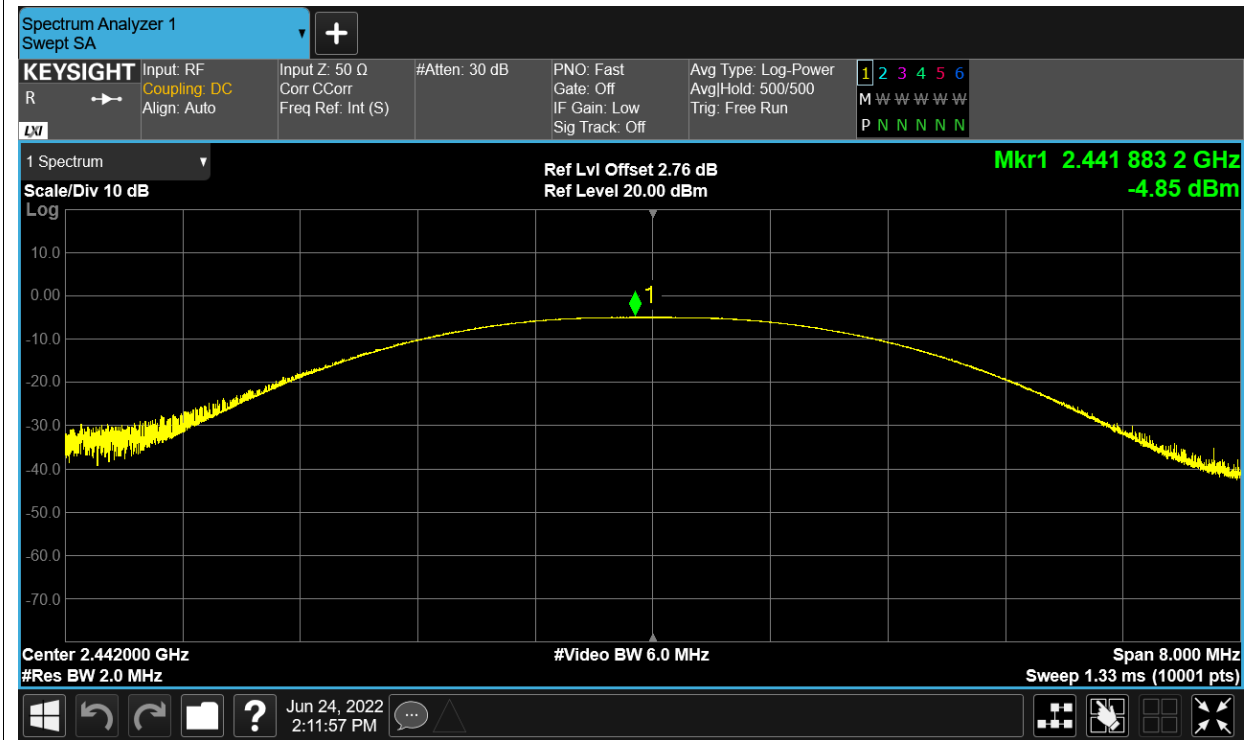 Spectrum Analyzer 1
Swept SA
KEYSIGHT
R
LXI
Input: RF
Coupling: DC
Align: Auto
Input Z: 50 Ω
Corr CCorr
Freq Ref: Int (S)
#Atten: 30 dB
PNO: Fast
Gate: Off
IF Gain: Low
Sig Track: Off
Avg Type: Log-Power
Avg|Hold: 500/500
Trig: Free Run
1 2 3 4 5 6
M W W W W W
P N N N N N
1 Spectrum
Scale/Div 10 dB
Log
Ref Lvl Offset 2.76 dB
Ref Level 20.00 dBm
Mkr1 2.441 883 2 GHz
-4.85 dBm
10.0
0.00
1
-10.0
-20.0
-30.0
-40.0
-50.0
-60.0
-70.0
Center 2.442000 GHz
#Res BW 2.0 MHz
#Video BW 6.0 MHz
Span 8.000 MHz
Sweep 1.33 ms (10001 pts)
?
Jun 24, 2022
2:11:57 PM